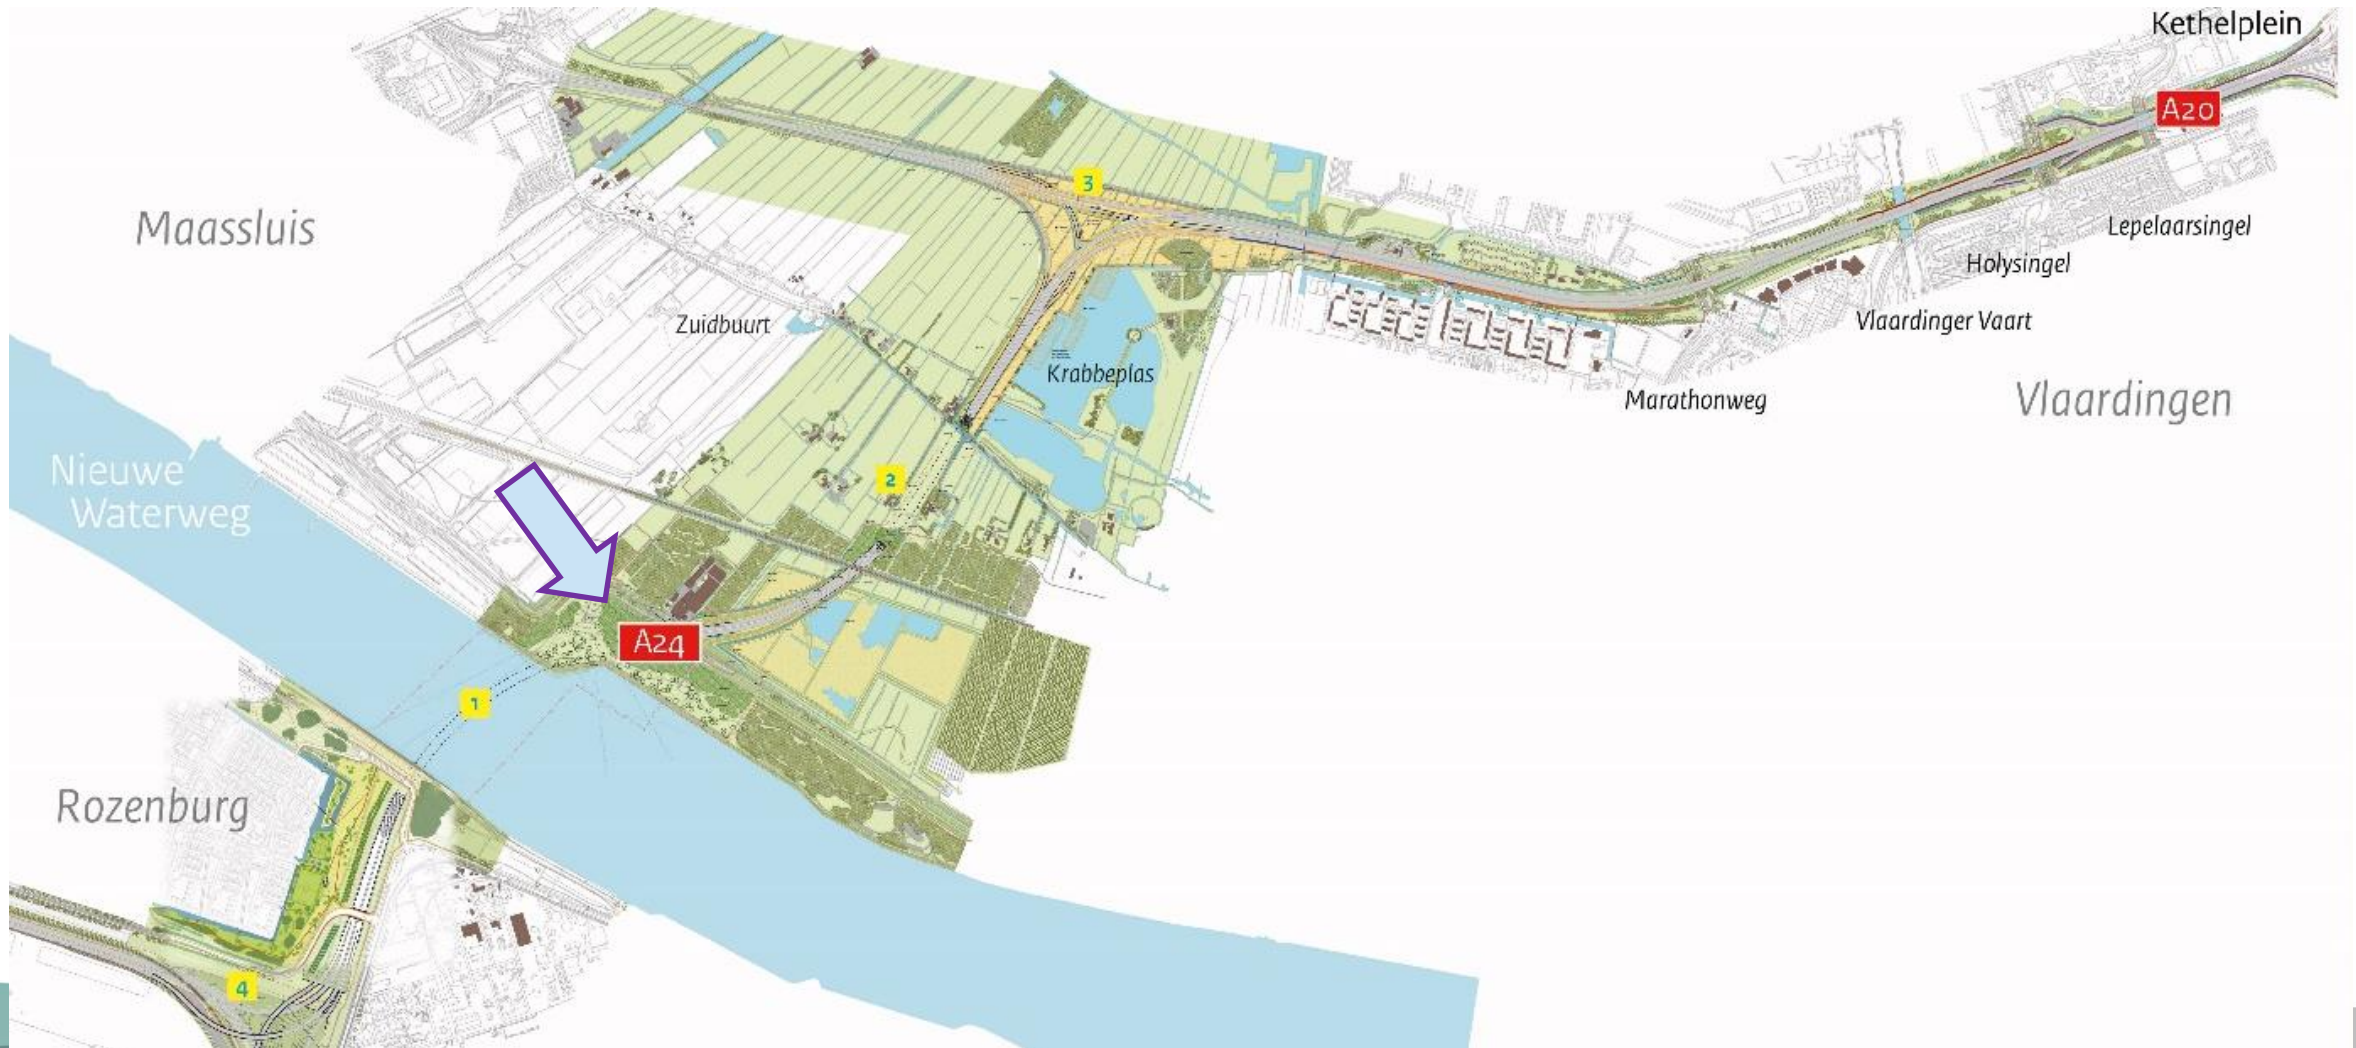 Kethelplein
A20
3
Maassluis
Lepelaarsingel
Holysingel
Zuidbuurt
Vlaardinger Vaart
Krabbeplas
Marathonweg
Vlaardingen
Nieuwe
Waterweg
2
A24
1
Rozenburg
4